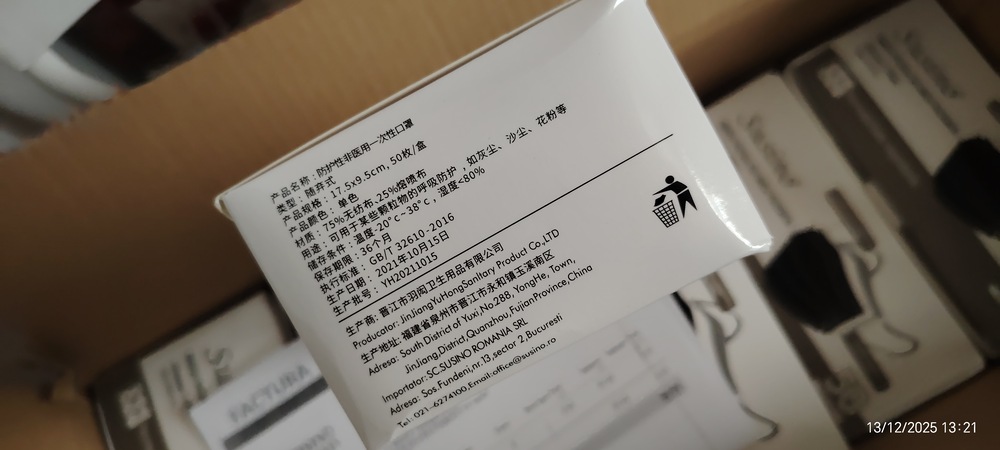 产品名称：防护性非医用一次性口罩
类型：随弃式
产品规格：17.5x9.5cm, 50枚/盒
产品颜色：单色
材质：75%无纺布-25%熔喷布
用途：可用于某些颗粒物的呼吸防护，如灰尘、沙尘、花粉等
储存条件：温度-20°C~38°C，湿度<80%
保存期限：36个月
执行标准：GB/T 32610-2016
生产日期：2021年10月15日
生产批号：YH20211015
生产商：晋江市羽闳卫生用品有限公司
Producator: JinJiangYuHongSanitary Product Co.,LTD
生产地址：福建省泉州市晋江市永和镇玉溪南区
Adresa: South District of Yuxi,No.288, YongHe, Town,
JinJiang,Distrid,Quanzhou,FujianProvince,China
Importator:SC.SUSINO ROMANIA SRL
Adresa: Sos.Fundeni,nr.13,sector 2,Bucuresti
Tel: 021-6274100,Email:office@susino.ro
FACTURA
13/12/2025 13:21